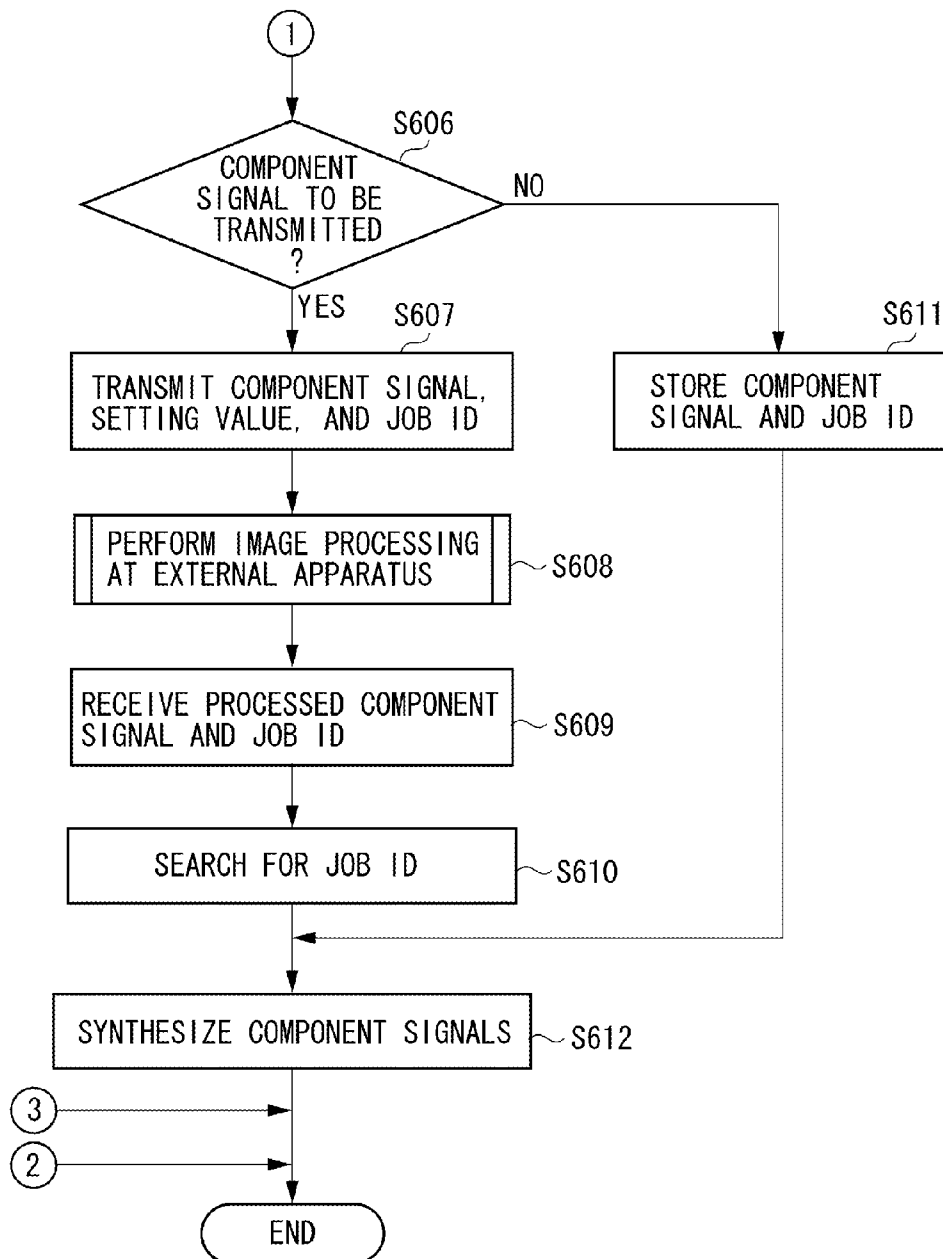 1
S606
COMPONENT
SIGNAL TO BE
TRANSMITTED
?
NO
YES
S607
TRANSMIT COMPONENT SIGNAL,
SETTING VALUE, AND JOB ID
S611
STORE COMPONENT
SIGNAL AND JOB ID
PERFORM IMAGE PROCESSING
AT EXTERNAL APPARATUS
S608
RECEIVE PROCESSED COMPONENT
SIGNAL AND JOB ID
S609
SEARCH FOR JOB ID
S610
SYNTHESIZE COMPONENT SIGNALS
S612
3
2
END